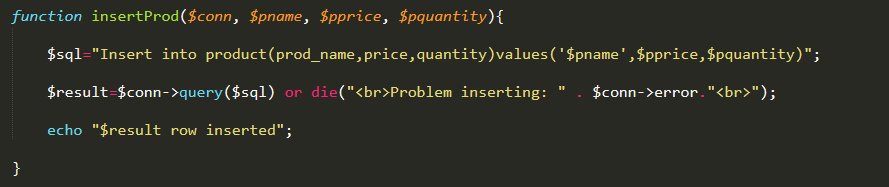 function insertProd($conn, $pname, $pprice, $pquantity){
$sql="Insert into product(prod_name,price,quantity)values('$pname',$pprice,$pquantity)";
$result=$conn->query($sql) or die("<br>Problem inserting: " . $conn->error."<br>");
echo "$result row inserted";
}